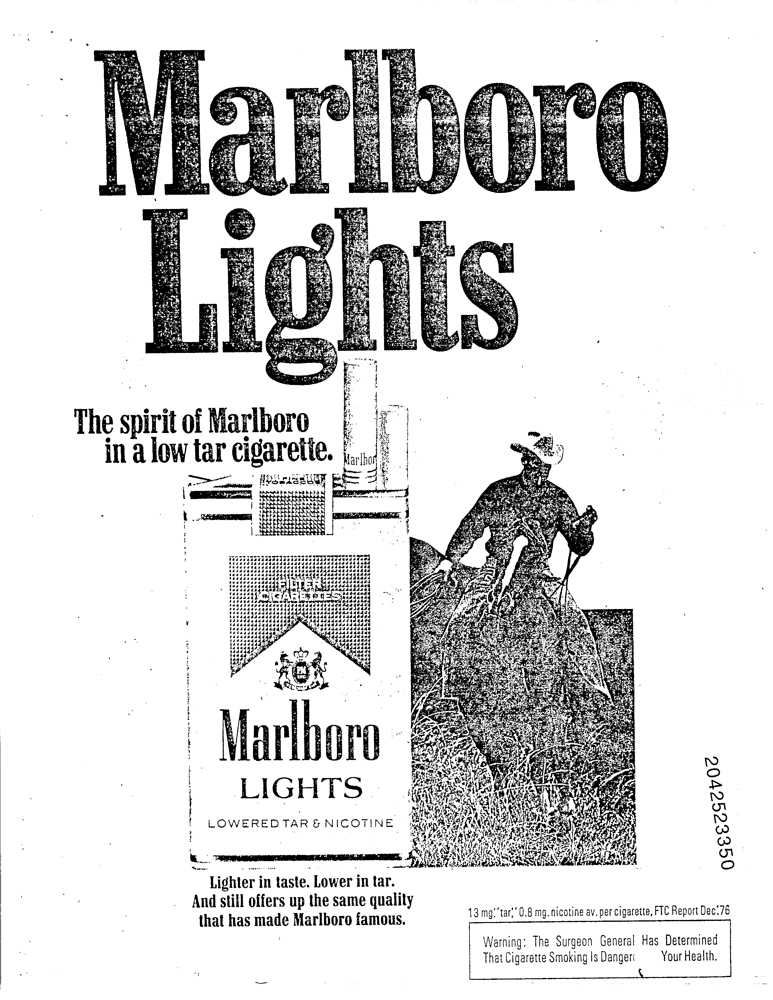 Marlboro
Lights
The spirit of Marlboro
in a low tar cigarette.
Marlboro
FILTER
CIGARETTES
Marlboro
LIGHTS
LOWERED TAR & NICOTINE
Lighter in taste. Lower in tar.
And still offers up the same quality
that has made Marlboro famous.
13 mg. "tar," 0.8 mg. nicotine av. per cigarette, FTC Report Dec. '76
Warning: The Surgeon General Has Determined
That Cigarette Smoking Is Danger Your Health.
2042523350